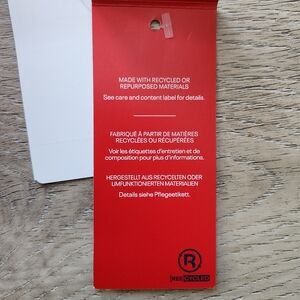 MADE WITH RECYCLED OR
REPURPOSED MATERIALS
See care and content label for details.
FABRIQUÉ À PARTIR DE MATIÈRES
RECYCLÉES OU RÉCUPÉRÉES
Voir les étiquettes d'entretien et de
composition pour plus d'informations.
HERGESTELLT AUS RECYCELTEN ODER
UMFUNKTIONIERTEN MATERIALIEN
Details siehe Pflegeetikett.
R
REECYCLED